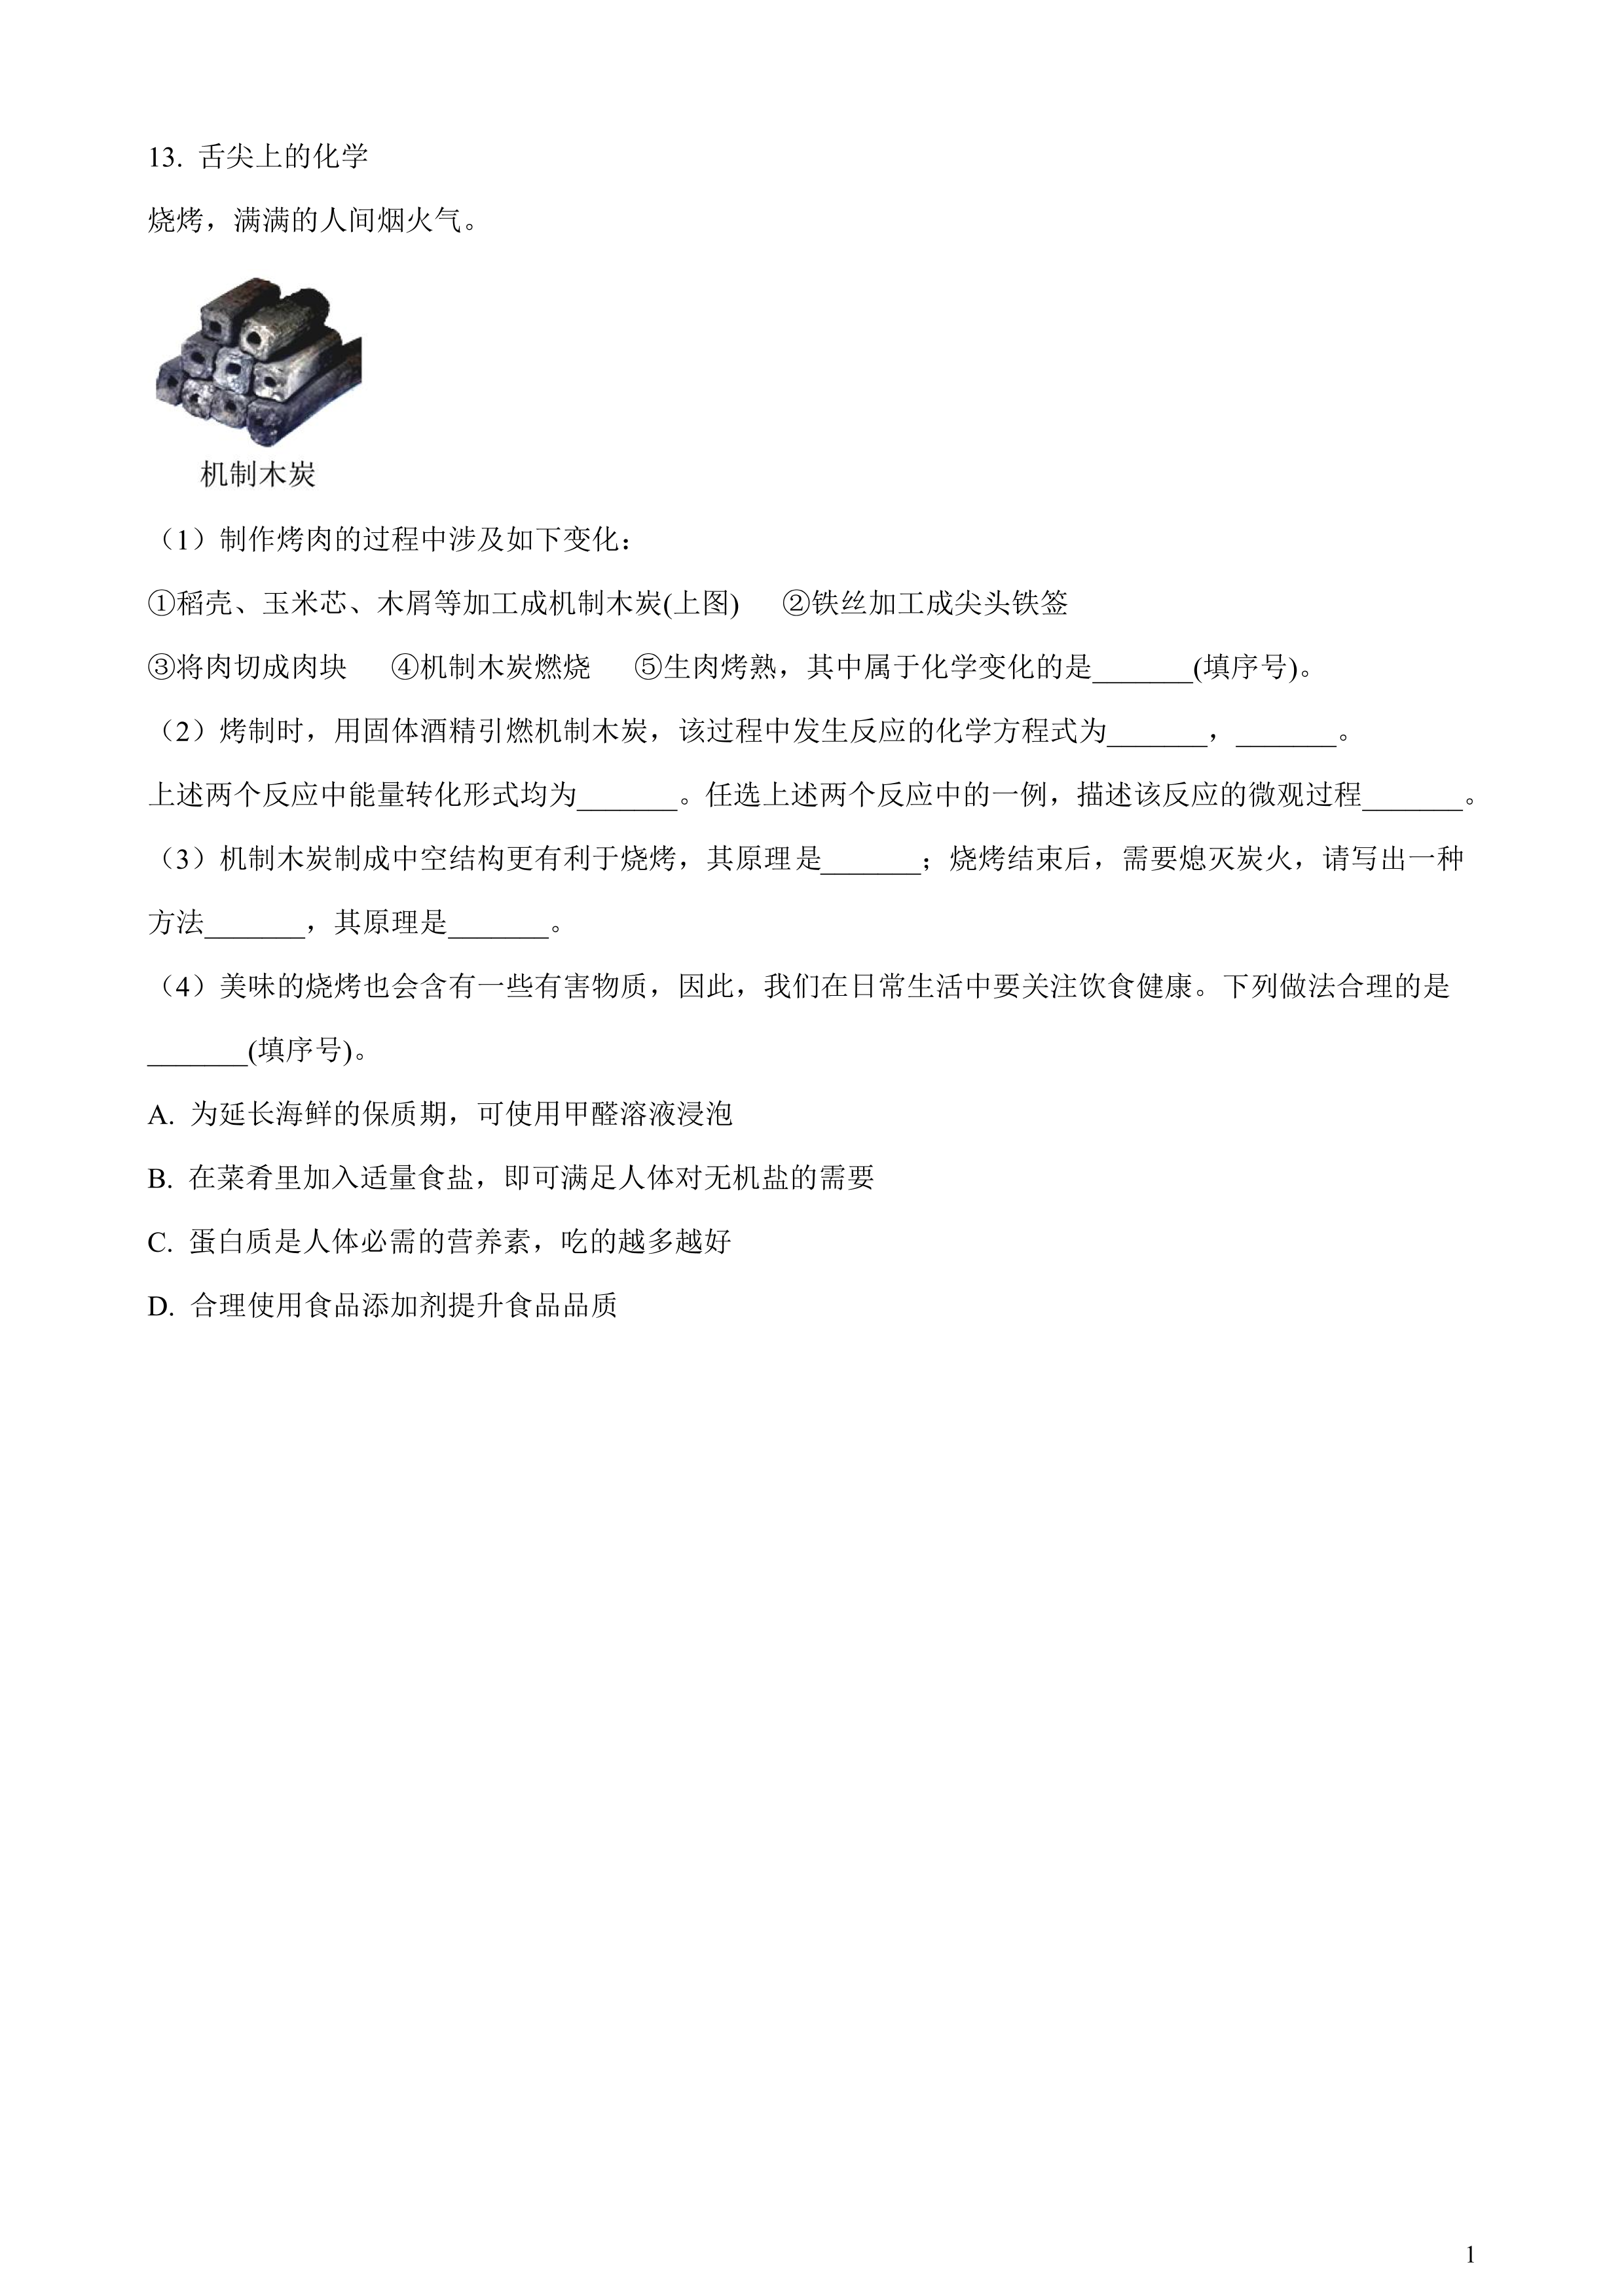 13. 舌尖上的化学
烧烤，满满的人间烟火气。
机制木炭
（1）制作烤肉的过程中涉及如下变化：
①稻壳、玉米芯、木屑等加工成机制木炭(上图) ②铁丝加工成尖头铁签
③将肉切成肉块 ④机制木炭燃烧 ⑤生肉烤熟，其中属于化学变化的是_______(填序号)。
（2）烤制时，用固体酒精引燃机制木炭，该过程中发生反应的化学方程式为_______，_______。
上述两个反应中能量转化形式均为_______。任选上述两个反应中的一例，描述该反应的微观过程_______。
（3）机制木炭制成中空结构更有利于烧烤，其原理是_______；烧烤结束后，需要熄灭炭火，请写出一种
方法_______，其原理是_______。
（4）美味的烧烤也会含有一些有害物质，因此，我们在日常生活中要关注饮食健康。下列做法合理的是
_______(填序号)。
A. 为延长海鲜的保质期，可使用甲醛溶液浸泡
B. 在菜肴里加入适量食盐，即可满足人体对无机盐的需要
C. 蛋白质是人体必需的营养素，吃的越多越好
D. 合理使用食品添加剂提升食品品质
1